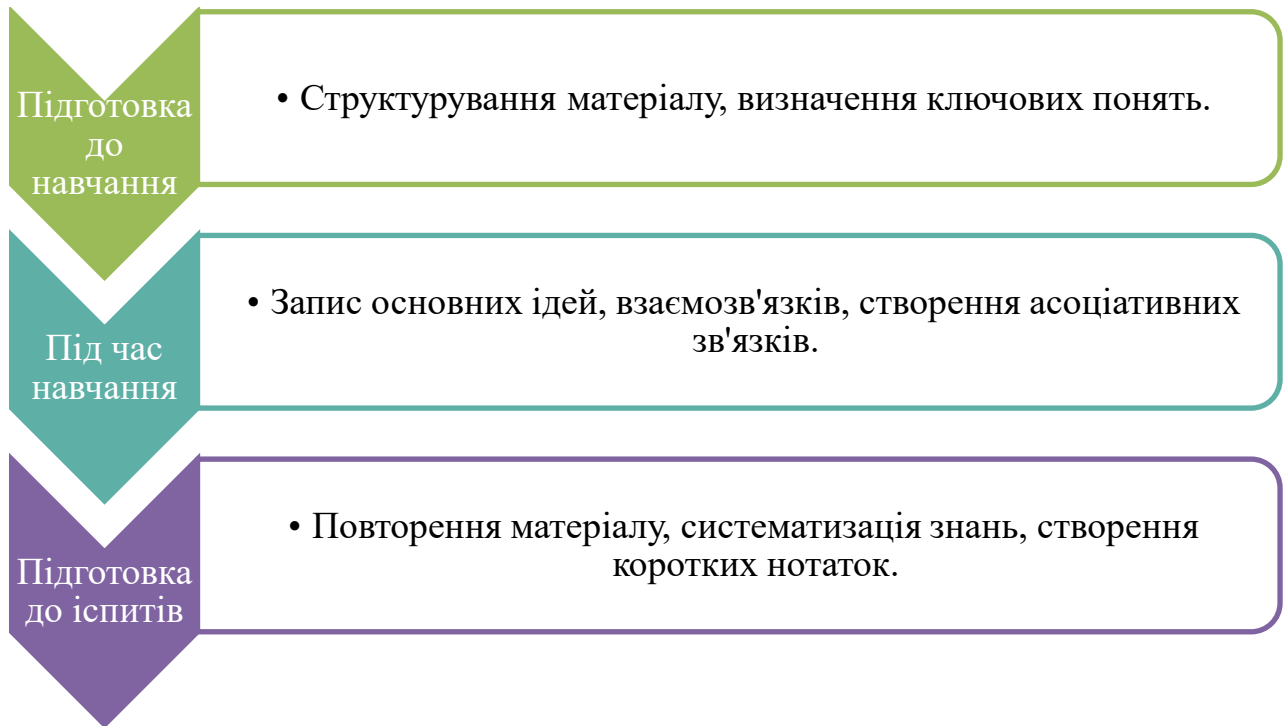 Підготовка
до
навчання
• Структурування матеріалу, визначення ключових понять.
Під час
навчання
• Запис основних ідей, взаємозв'язків, створення асоціативних
зв'язків.
Підготовка
до іспитів
• Повторення матеріалу, систематизація знань, створення
коротких нотаток.